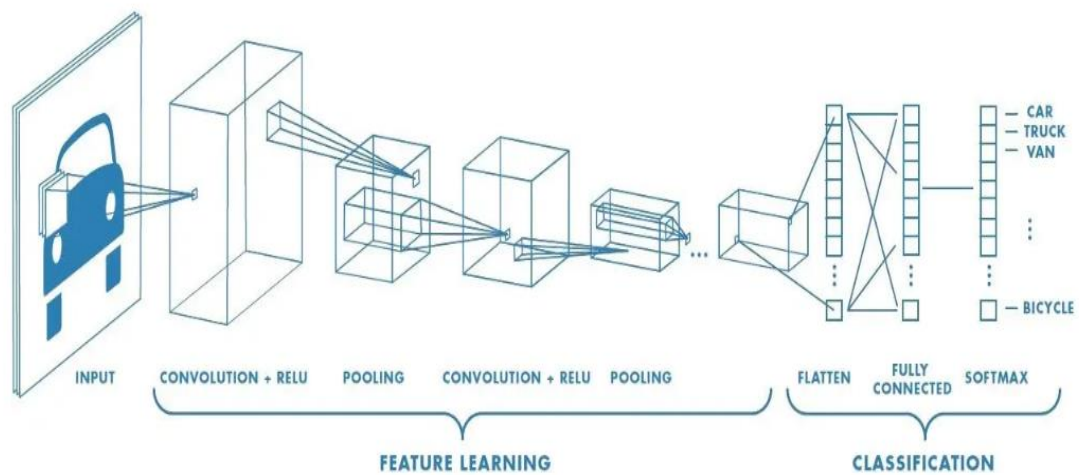 CAR
TRUCK
VAN
BICYCLE
INPUT
CONVOLUTION + RELU
POOLING
CONVOLUTION + RELU
POOLING
FLATTEN
FULLY
CONNECTED
SOFTMAX
FEATURE LEARNING
CLASSIFICATION